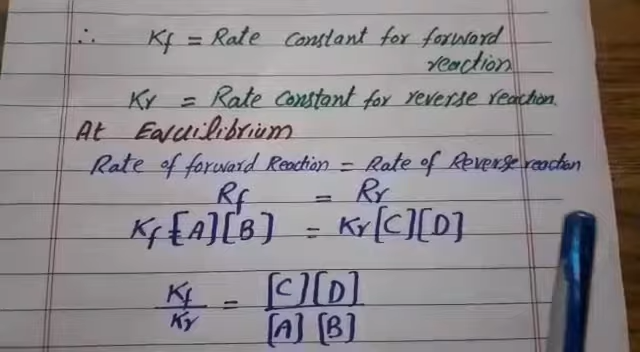 ∴ Kf = Rate constant for forward
reaction
Kr = Rate constant for reverse reaction.
At Eauilibrium
Rate of forward Reaction = Rate of Reverse reaction
Rf = Rr
Kf [A][B] = Kr[C][D]
Kf/Kr = [C][D]/[A][B]